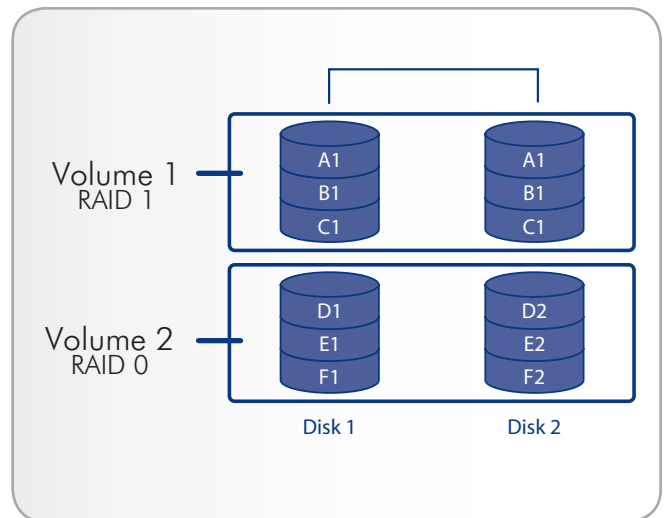 A1 A1
Volume 1
RAID 1
B1 B1
C1 C1
D1 D2
Volume 2
RAID 0
E1 E2
F1 F2
Disk 1 Disk 2